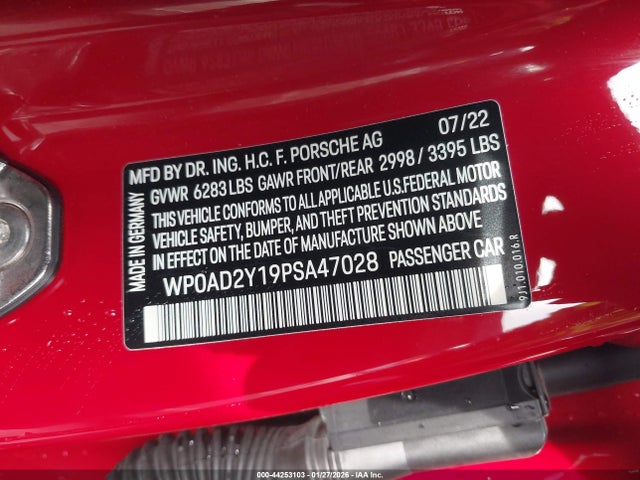 MFD BY DR. ING. H.C. F. PORSCHE AG 07/22
GVWR 6283 LBS GAWR FRONT/REAR 2998 / 3395 LBS
THIS VEHICLE CONFORMS TO ALL APPLICABLE U.S. FEDERAL MOTOR
VEHICLE SAFETY, BUMPER, AND THEFT PREVENTION STANDARDS
IN EFFECT ON THE DATE OF MANUFACTURE SHOWN ABOVE
WP0AD2Y19PSA47028 PASSENGER CAR
MADE IN GERMANY
9J1.010.016.R
000-44253103 - 01/27/2026 - IAA Inc.